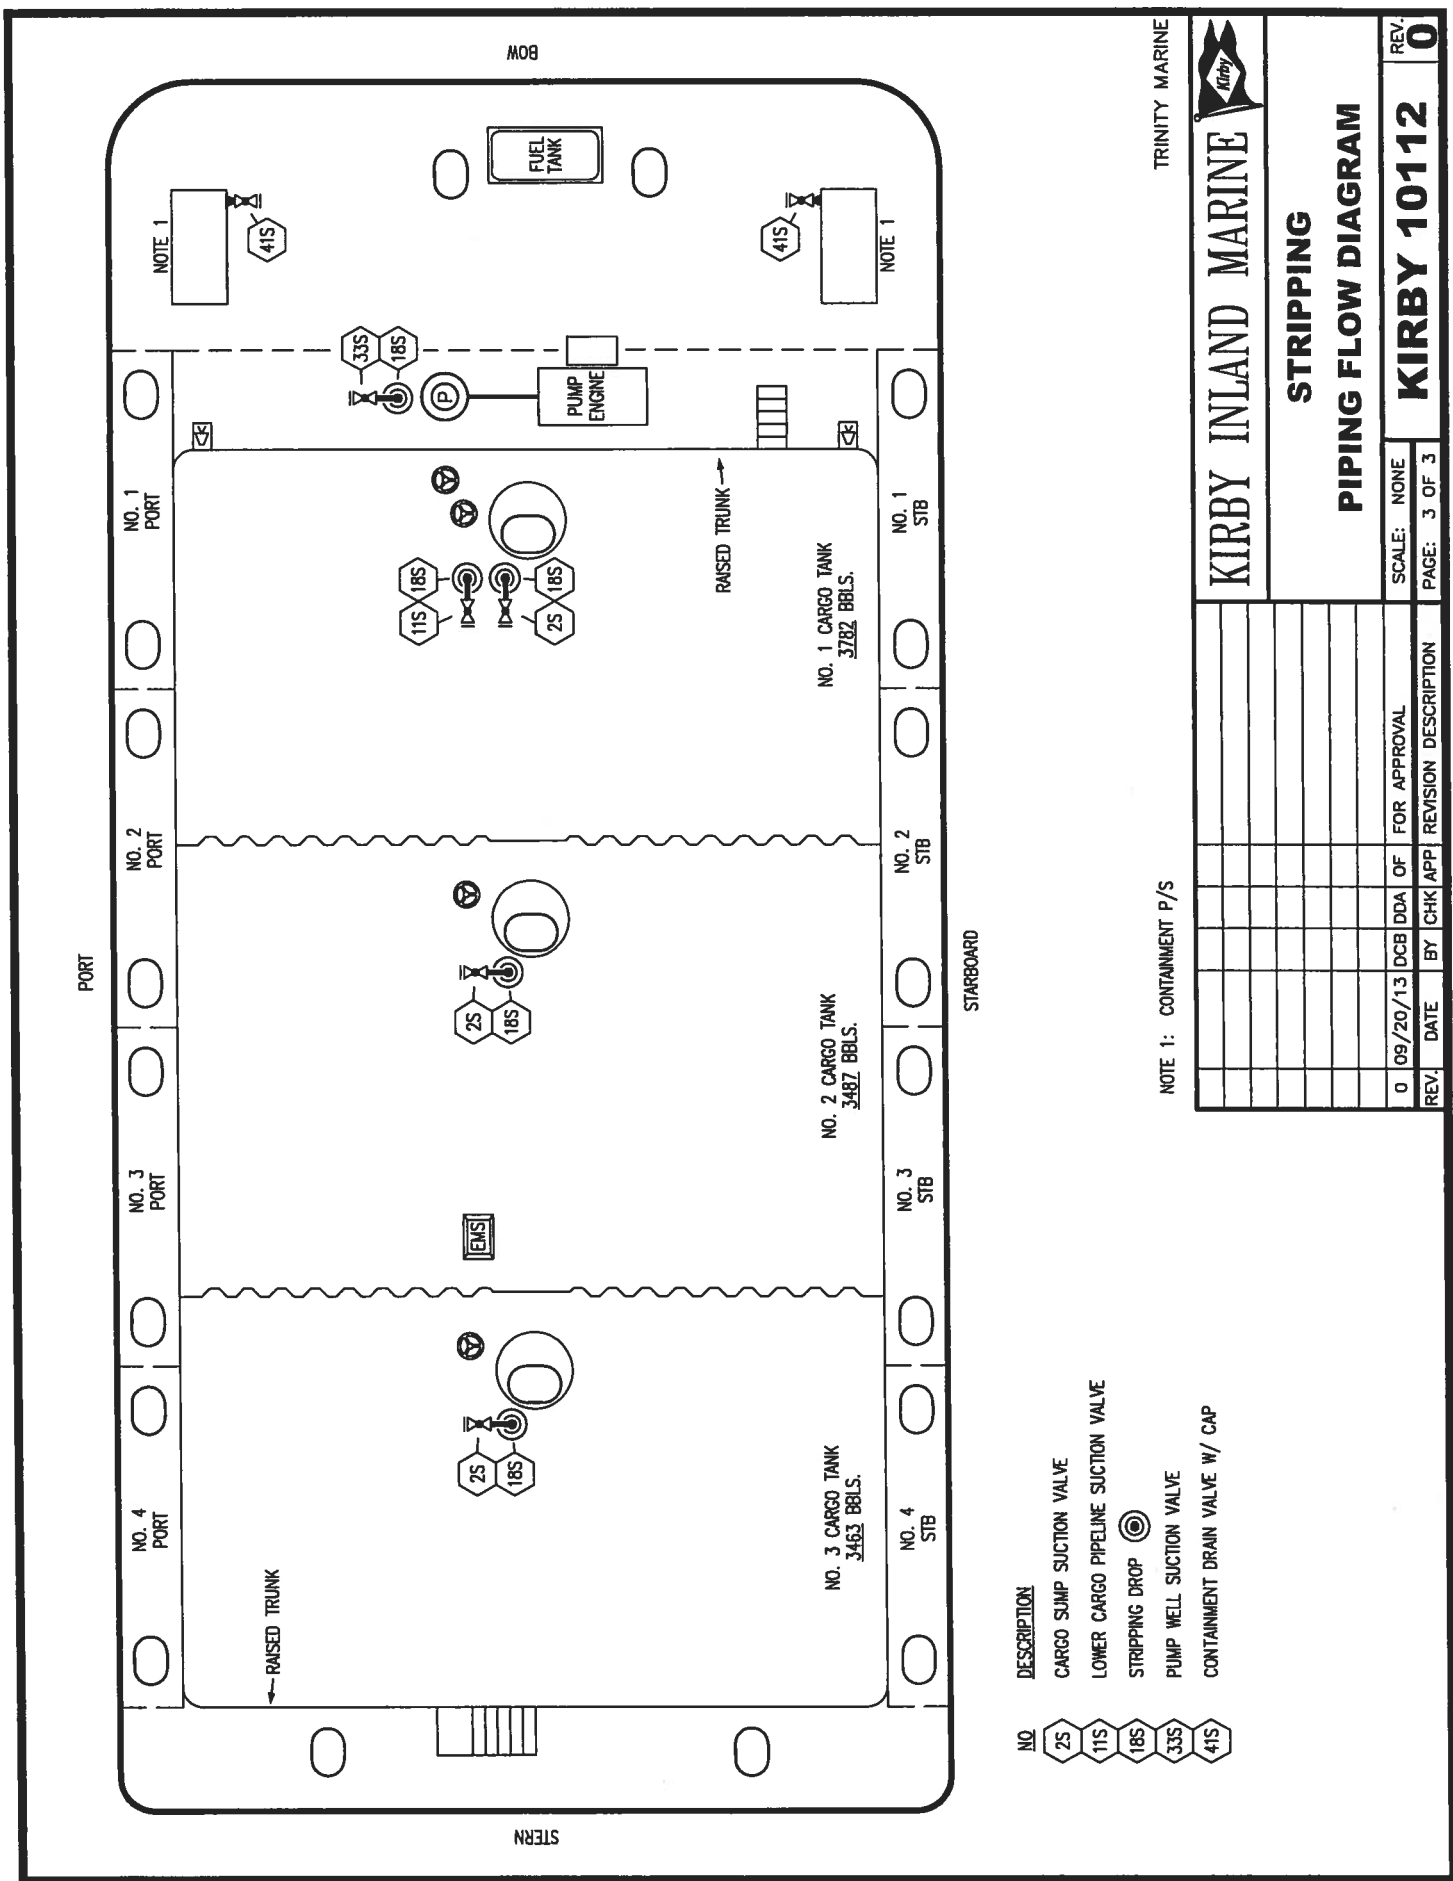 PORT
STERN
BOW
STARBOARD
NO. 4
PORT
NO. 3
PORT
NO. 2
PORT
NO. 1
PORT
RAISED TRUNK
2S
18S
EMS
2S
18S
11S
18S
2S
18S
33S
18S
P
PUMP
ENGINE
NOTE 1
41S
FUEL
TANK
41S
NOTE 1
RAISED TRUNK
NO. 3 CARGO TANK
3463 BBLS.
NO. 2 CARGO TANK
3487 BBLS.
NO. 1 CARGO TANK
3782 BBLS.
NO. 4
STB
NO. 3
STB
NO. 2
STB
NO. 1
STB
NO DESCRIPTION
2S CARGO SUMP SUCTION VALVE
11S LOWER CARGO PIPELINE SUCTION VALVE
18S STRIPPING DROP
33S PUMP WELL SUCTION VALVE
41S CONTAINMENT DRAIN VALVE W/ CAP
NOTE 1: CONTAINMENT P/S
TRINITY MARINE
KIRBY INLAND MARINE
Kirby
STRIPPING
PIPING FLOW DIAGRAM
0 09/20/13 DCB DDA OF FOR APPROVAL
REV. DATE BY CHK APP REVISION DESCRIPTION
SCALE: NONE
PAGE: 3 OF 3
KIRBY 10112
REV.
0